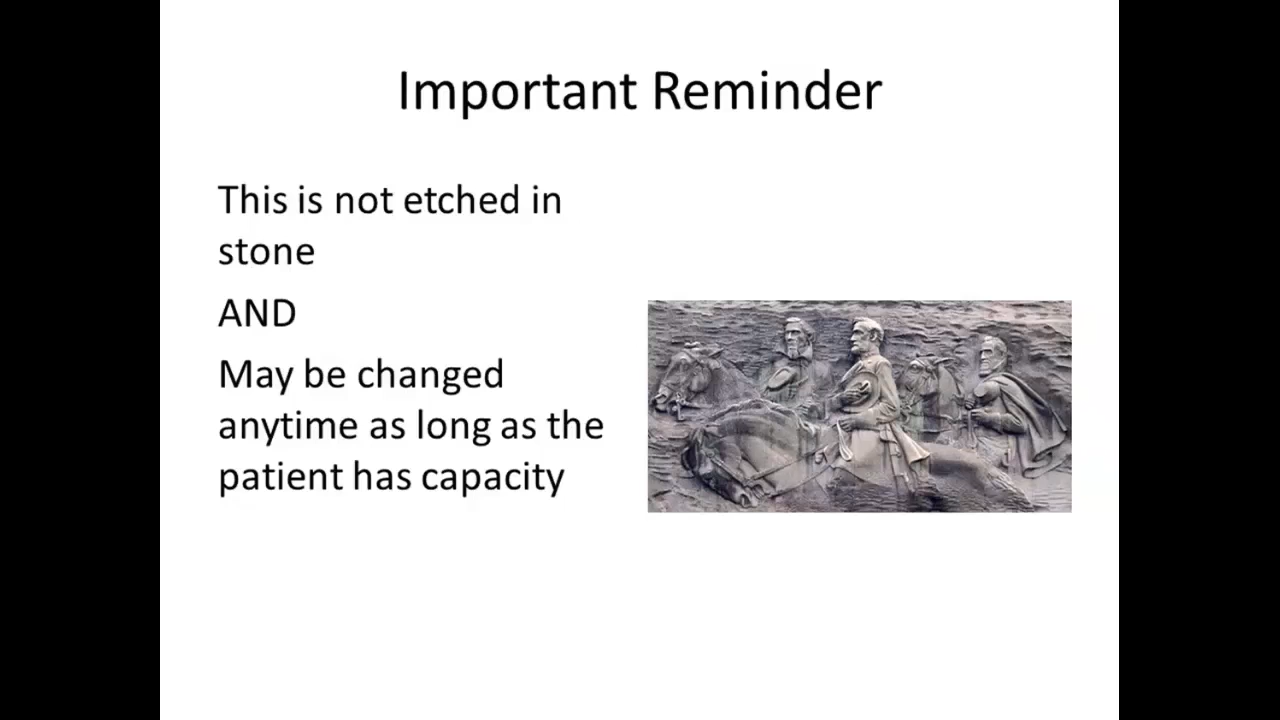 Important Reminder
This is not etched in
stone
AND
May be changed
anytime as long as the
patient has capacity